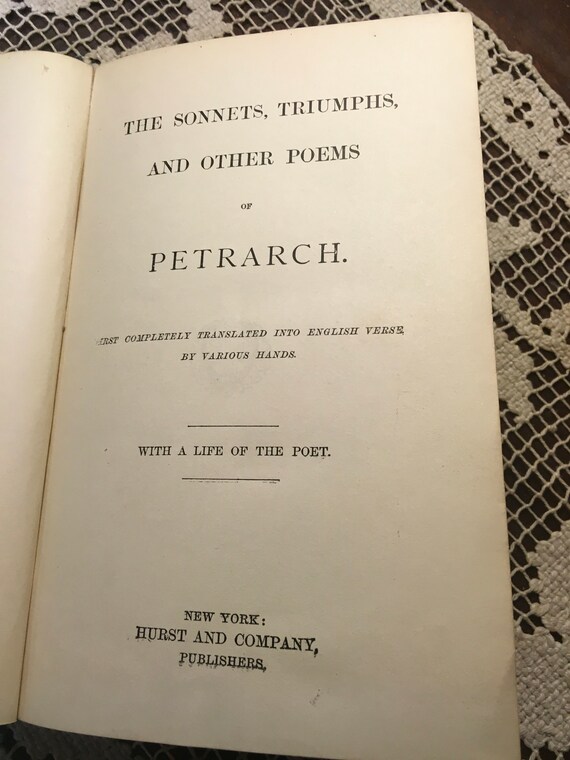 THE SONNETS, TRIUMPHS,
AND OTHER POEMS
OF
PETRARCH.
FIRST COMPLETELY TRANSLATED INTO ENGLISH VERSE,
BY VARIOUS HANDS.
WITH A LIFE OF THE POET.
NEW YORK:
HURST AND COMPANY,
PUBLISHERS.